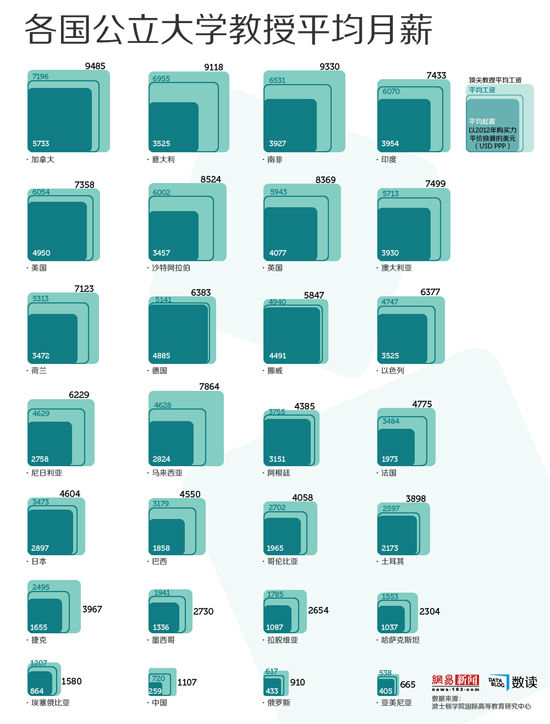 各国公立大学教授平均月薪
9485
7196
5733
· 加拿大
9118
6955
3525
· 意大利
9330
6531
3927
· 南非
7433
6070
3954
· 印度
顶尖教授平均工资
平均工资
平均起薪
以2012年购买力
平价换算的美元
(USD PPP)
7358
6054
4950
· 美国
8524
6002
3457
· 沙特阿拉伯
8369
5943
4077
· 英国
7499
5713
3930
· 澳大利亚
7123
5313
3472
· 荷兰
6383
5141
4885
· 德国
5847
4940
4491
· 挪威
6377
4747
3525
· 以色列
6229
4629
2758
· 尼日利亚
7864
4628
2824
· 马来西亚
4385
3755
3151
· 阿根廷
4775
3484
1973
· 法国
4604
3473
2897
· 日本
4550
3179
1858
· 巴西
4058
2702
1965
· 哥伦比亚
3898
2597
2173
· 土耳其
2495
3967
1655
· 捷克
1941
2730
1336
· 墨西哥
1785
2654
1087
· 拉脱维亚
1553
2304
1037
· 哈萨克斯坦
1207
1580
864
· 埃塞俄比亚
720
1107
259
· 中国
617
910
433
· 俄罗斯
538
665
405
· 亚美尼亚
網易新闻
news·163.com
DATA BLOG
数读
数据来源:
波士顿学院国际高等教育研究中心